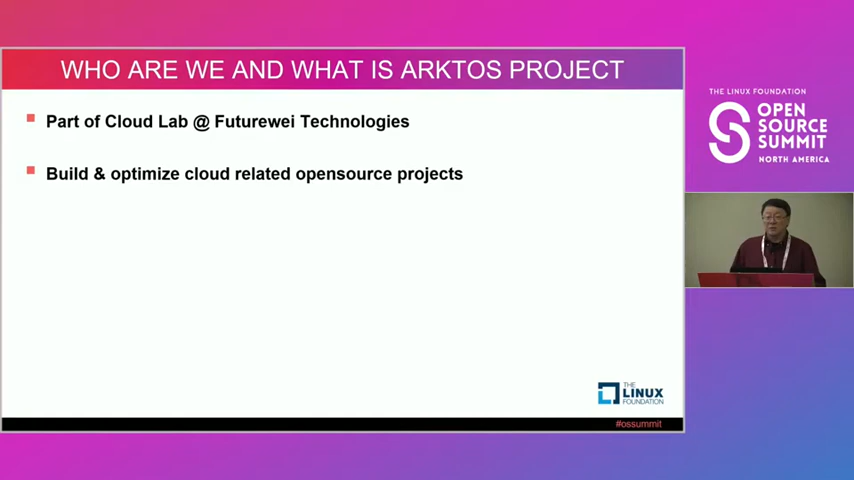 WHO ARE WE AND WHAT IS ARKTOS PROJECT
Part of Cloud Lab @ Futurewei Technologies
Build & optimize cloud related opensource projects
THE
LINUX
FOUNDATION
#ossummit
THE LINUX FOUNDATION
OPEN
SOURCE
SUMMIT
NORTH AMERICA